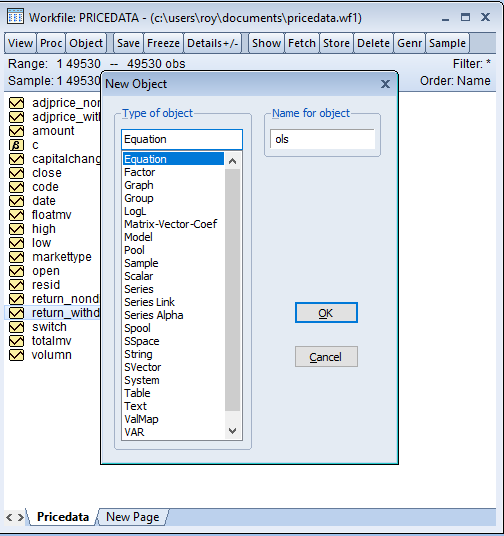 Workfile: PRICEDATA - (c:\users\roy\documents\pricedata.wf1)
View Proc Object Save Freeze Details+/- Show Fetch Store Delete Genr Sample
Range: 1 49530 -- 49530 obs Filter: *
Sample: 1 49530 Order: Name
New Object
Type of object
Name for object
Equation
ols
Equation
Factor
Graph
Group
LogL
Matrix-Vector-Coef
Model
Pool
Sample
Scalar
Series
Series Link
Series Alpha
Spool
SSpace
String
SVector
System
Table
Text
ValMap
VAR
OK
Cancel
adjprice_non
adjprice_with
amount
β c
capitalchang
close
code
date
floatmv
high
low
markettype
open
resid
return_nond
return_withd
switch
totalmv
volumn
Pricedata New Page